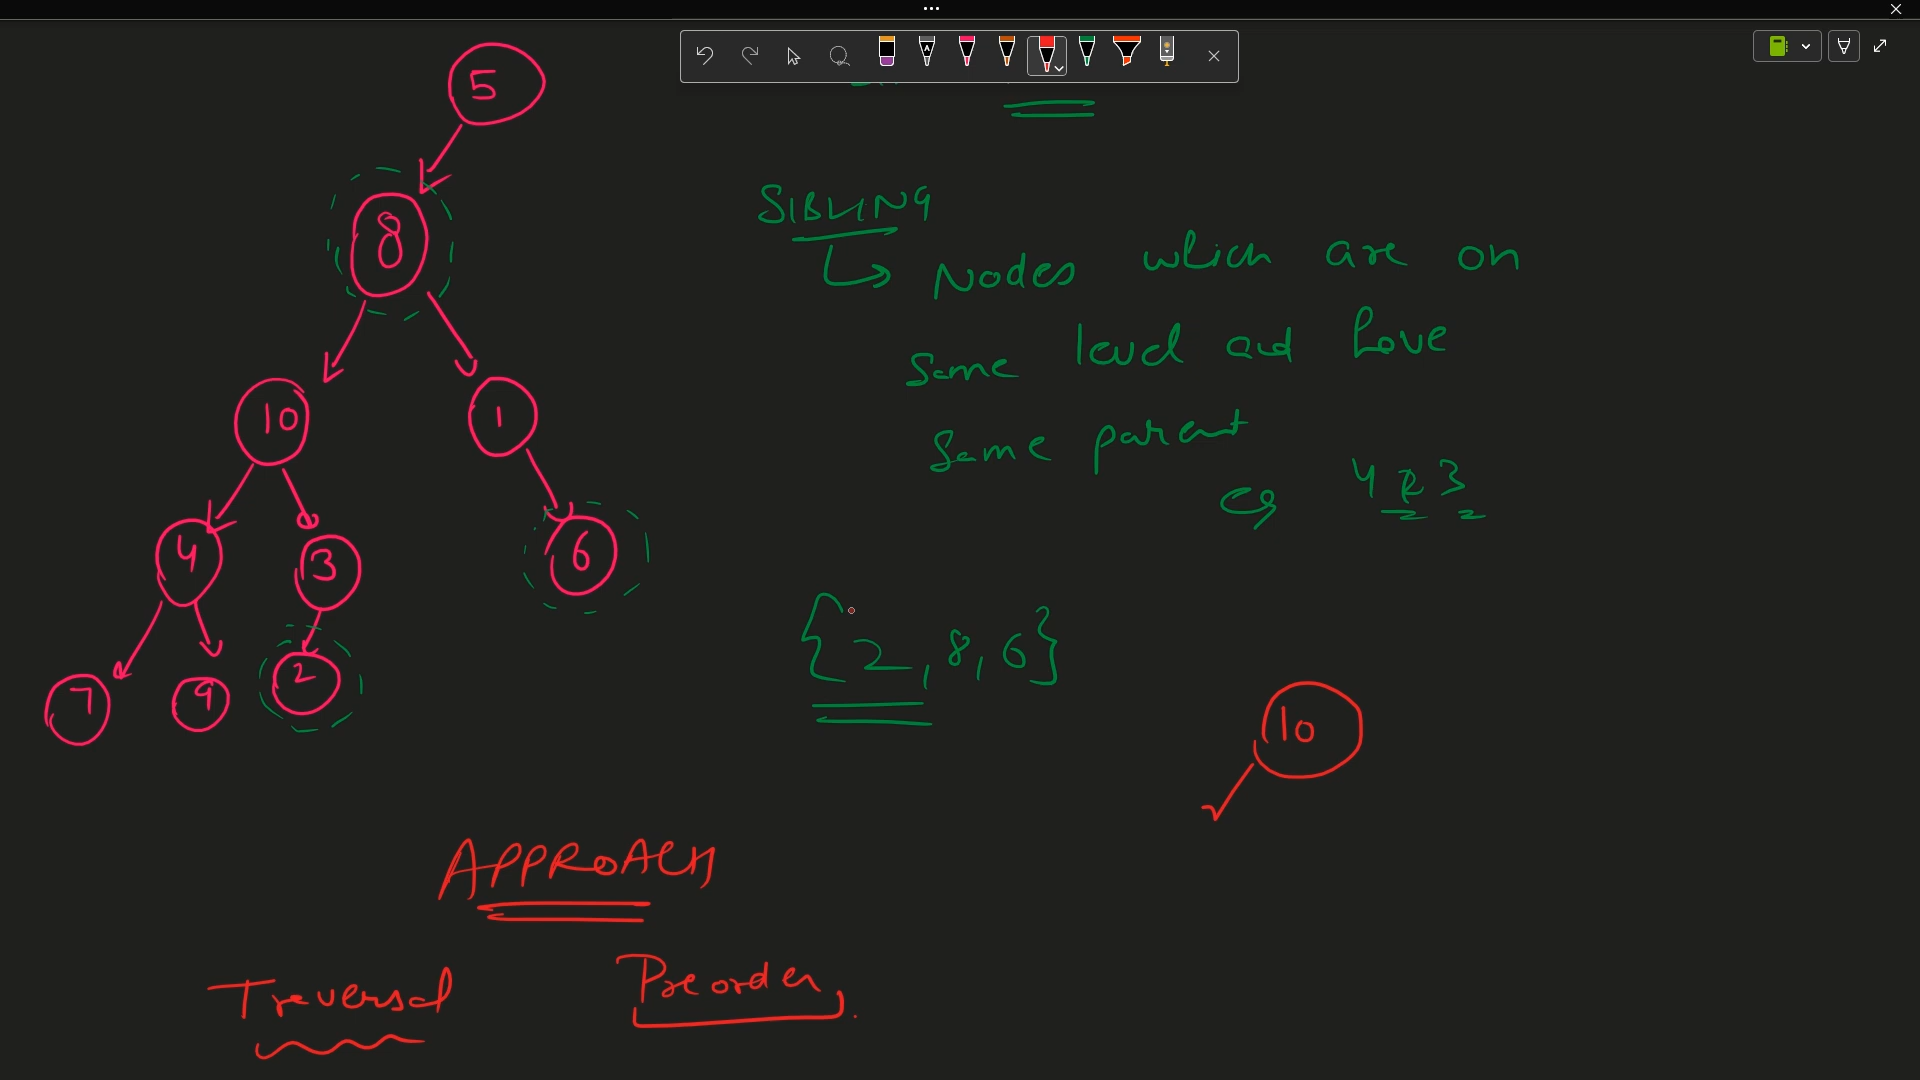 5
8
10 1
4 3 6
7 9 2
SIBLING
Nodes which are on
same level and have
same parent
eg 4 & 3
{2, 8, 6}
10
APPROACH
Traversal Preorder.